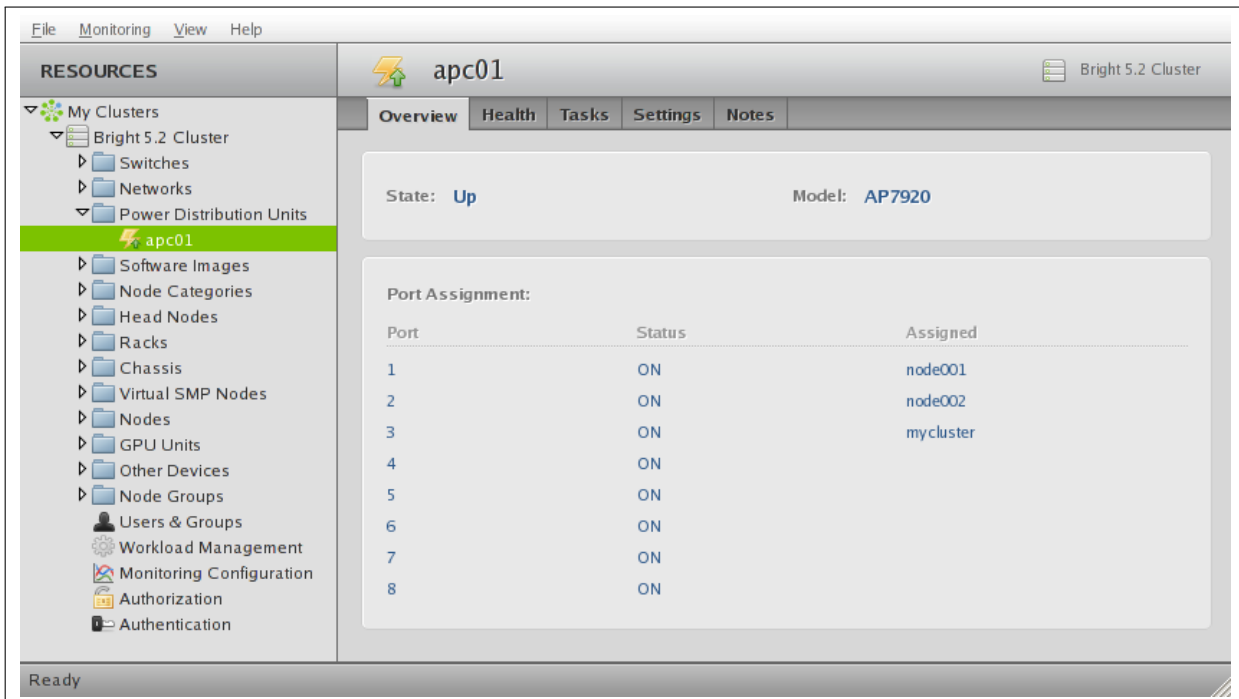 File Monitoring View Help
RESOURCES
My Clusters
Bright 5.2 Cluster
Switches
Networks
Power Distribution Units
apc01
Software Images
Node Categories
Head Nodes
Racks
Chassis
Virtual SMP Nodes
Nodes
GPU Units
Other Devices
Node Groups
Users & Groups
Workload Management
Monitoring Configuration
Authorization
Authentication
apc01
Bright 5.2 Cluster
Overview Health Tasks Settings Notes
State: Up Model: AP7920
Port Assignment:
Port Status Assigned
1 ON node001
2 ON node002
3 ON mycluster
4 ON
5 ON
6 ON
7 ON
8 ON
Ready